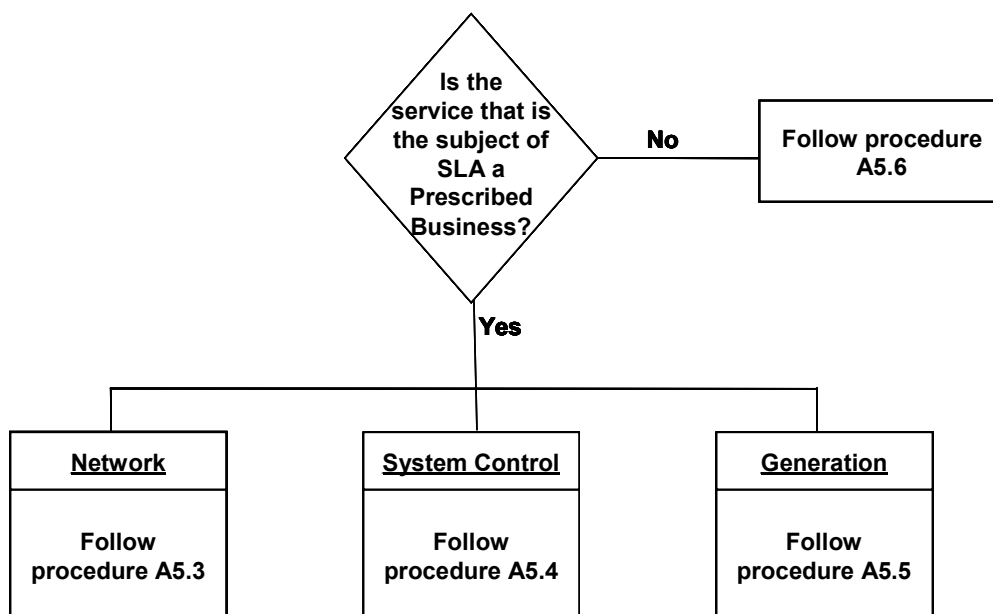 Is the
service that is
the subject of
SLA a
Prescribed
Business?
No
Follow procedure
A5.6
Yes
Network
Follow
procedure A5.3
System Control
Follow
procedure A5.4
Generation
Follow
procedure A5.5